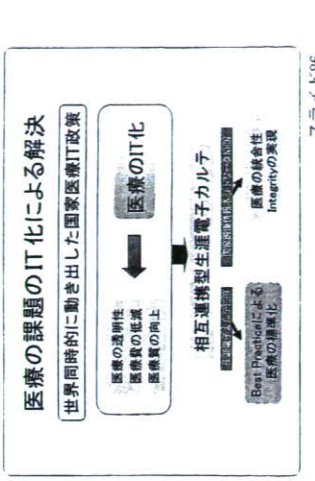 医療の課題のIT化による解決
世界同時的に動き出した国家医療IT政策
医療の透明性
医療費の低減
医療質の向上
医療のIT化
相互連携型生涯電子カルテ
Best Practiceによる
医療の標準化
医療の統合性
Integrityの実現
スライド96